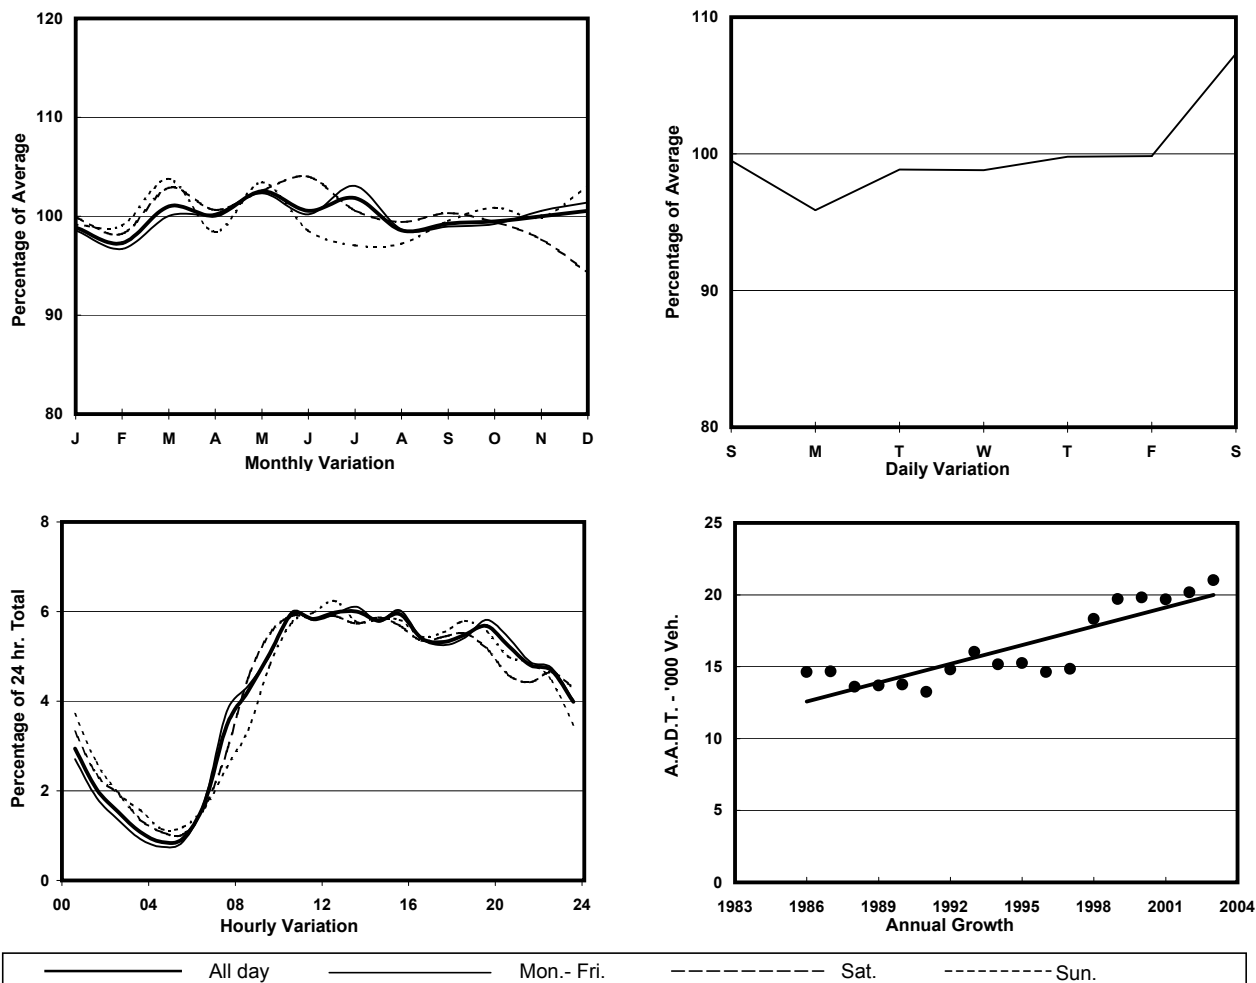 120
110
100
90
80
Percentage of Average
J F M A M J J A S O N D
Monthly Variation
110
100
90
80
Percentage of Average
S M T W T F S
Daily Variation
8
6
4
2
0
Percentage of 24 hr. Total
00 04 08 12 16 20 24
Hourly Variation
25
20
15
10
5
0
A.A.D.T. - '000 Veh.
1983 1986 1989 1992 1995 1998 2001 2004
Annual Growth
All day Mon.- Fri. Sat. Sun.